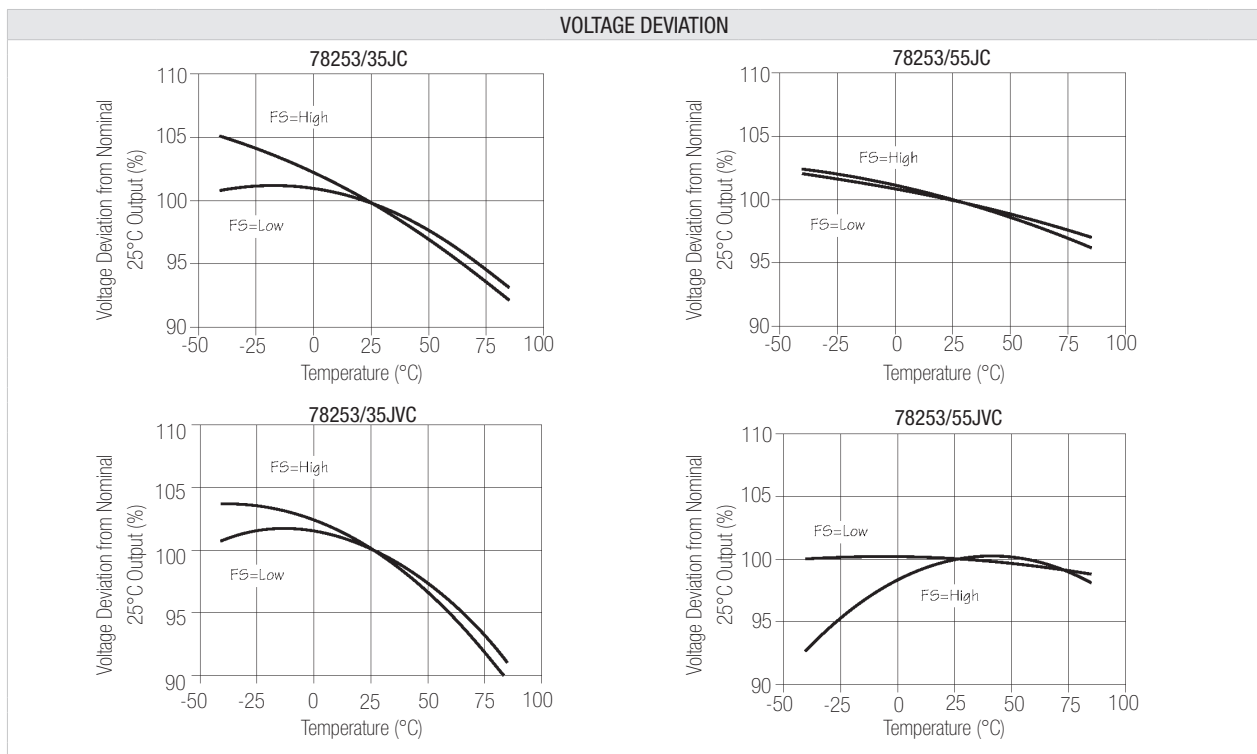 VOLTAGE DEVIATION
78253/35JC
Voltage Deviation from Nominal
25°C Output (%)
110
105
100
95
90
FS=High
FS=Low
-50
-25
0
25
50
75
100
Temperature (°C)
78253/55JC
Voltage Deviation from Nominal
25°C Output (%)
110
105
100
95
90
FS=High
FS=Low
-50
-25
0
25
50
75
100
Temperature (°C)
78253/35JVC
Voltage Deviation from Nominal
25°C Output (%)
110
105
100
95
90
FS=High
FS=Low
-50
-25
0
25
50
75
100
Temperature (°C)
78253/55JVC
Voltage Deviation from Nominal
25°C Output (%)
110
105
100
95
90
FS=Low
FS=High
-50
-25
0
25
50
75
100
Temperature (°C)